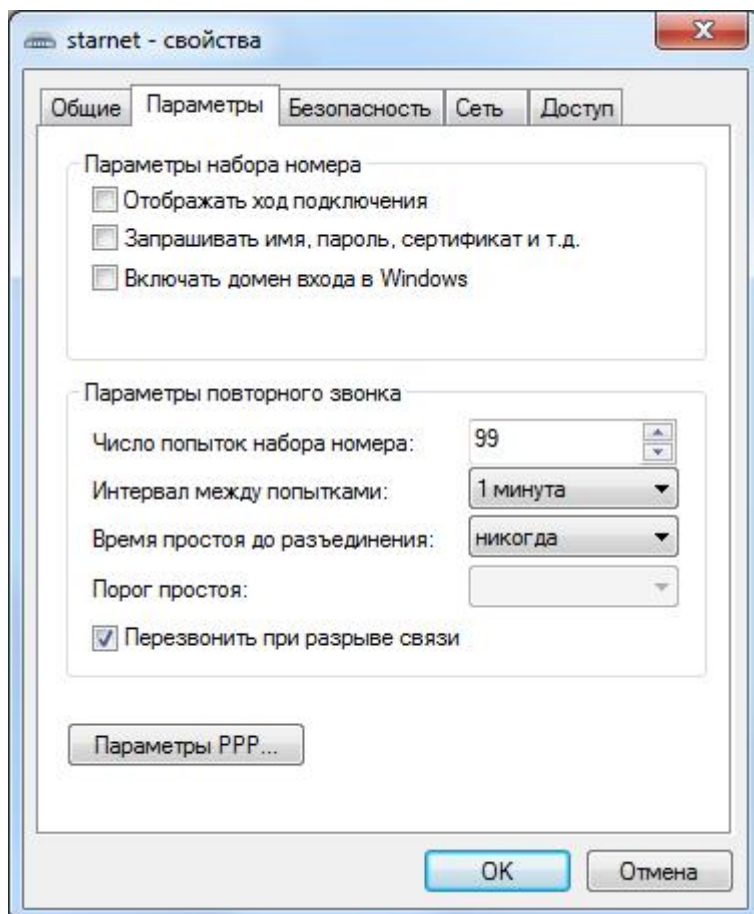 starnet - свойства
Общие Параметры Безопасность Сеть Доступ
Параметры набора номера
Отображать ход подключения
Запрашивать имя, пароль, сертификат и т.д.
Включать домен входа в Windows
Параметры повторного звонка
Число попыток набора номера: 99
Интервал между попытками: 1 минута
Время простоя до разъединения: никогда
Порог простоя:
Перезвонить при разрыве связи
Параметры PPP...
OK Отмена